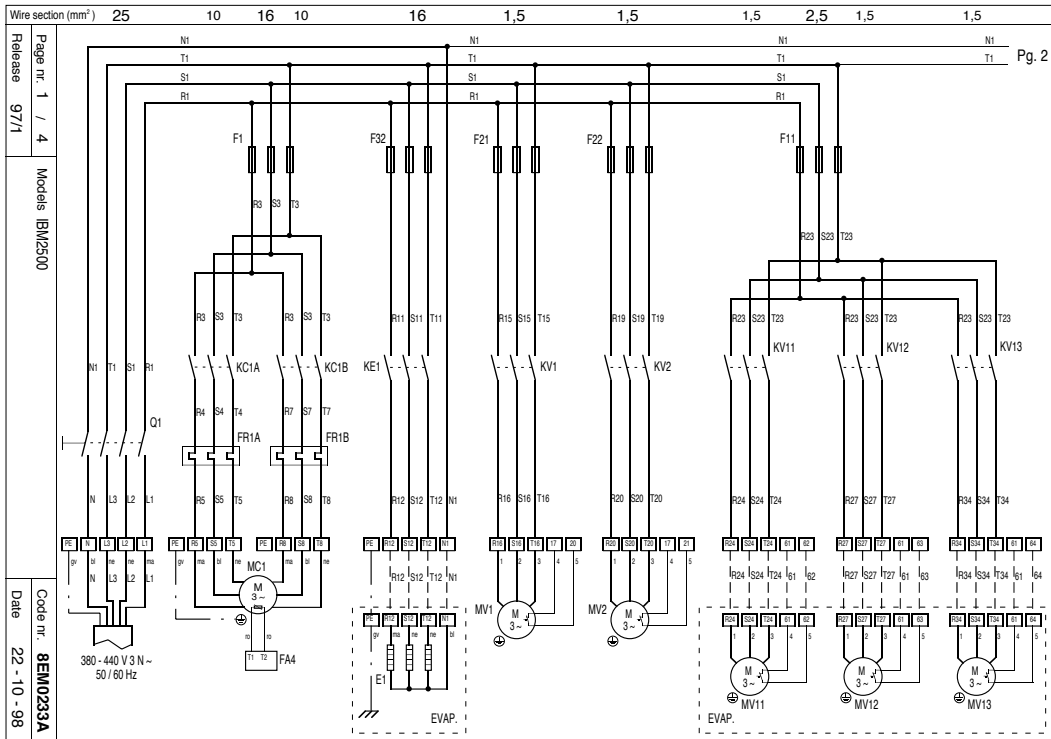 Wire section (mm²) 25 10 16 10 16 1,5 1,5 1,5 2,5 1,5 1,5
Page nr. 1 / 4
Release 97/1
Models IBM2500
Code nr. 8EM0233A
Date 22 - 10 - 98
N1 N1 N1 N1
T1 T1 T1 T1 Pg. 2
S1 S1 S1
R1 R1 R1
F1 F32 F21 F22 F11
R3 S3 T3
R23 S23 T23
R3 S3 T3 R3 S3 T3 R11 S11 T11 R15 S15 T15 R19 S19 T19 R23 S23 T23 R23 S23 T23 R23 S23 T23
N1 T1 S1 R1
KC1A KC1B KE1 KV1 KV2 KV11 KV12 KV13
R4 S4 T4 R7 S7 T7
Q1 FR1A FR1B
N L3 L2 L1 R5 S5 T5 R8 S8 T8 R12 S12 T12 N1 R16 S16 T16 R20 S20 T20 R24 S24 T24 R27 S27 T27 R34 S34 T34
PE N L3 L2 L1 PE R5 S5 T5 PE R8 S8 T8 PE R12 S12 T12 N1 R16 S16 T16 17 20 R20 S20 T20 17 21 R24 S24 T24 61 62 R27 S27 T27 61 63 R34 S34 T34 61 64
gv bl ne ne ma gv ma bl ne ma bl ne 1 2 3 4 5 1 2 3 4 5
N L3 L2 L1 R12 S12 T12 N1 R24 S24 T24 61 62 R27 S27 T27 61 63 R34 S34 T34 61 64
MC1
M
3 ~
ro ro
T1 T2 FA4
380 - 440 V 3 N ~
50 / 60 Hz
PE R12 S12 T12 N1
gv ma ne ne bl
E1
EVAP.
MV1 M
3 ~
MV2 M
3 ~
R24 S24 T24 61 62 R27 S27 T27 61 63 R34 S34 T34 61 64
1 2 3 4 5 1 2 3 4 5 1 2 3 4 5
M M M
3 ~ 3 ~ 3 ~
MV11 MV12 MV13
EVAP.